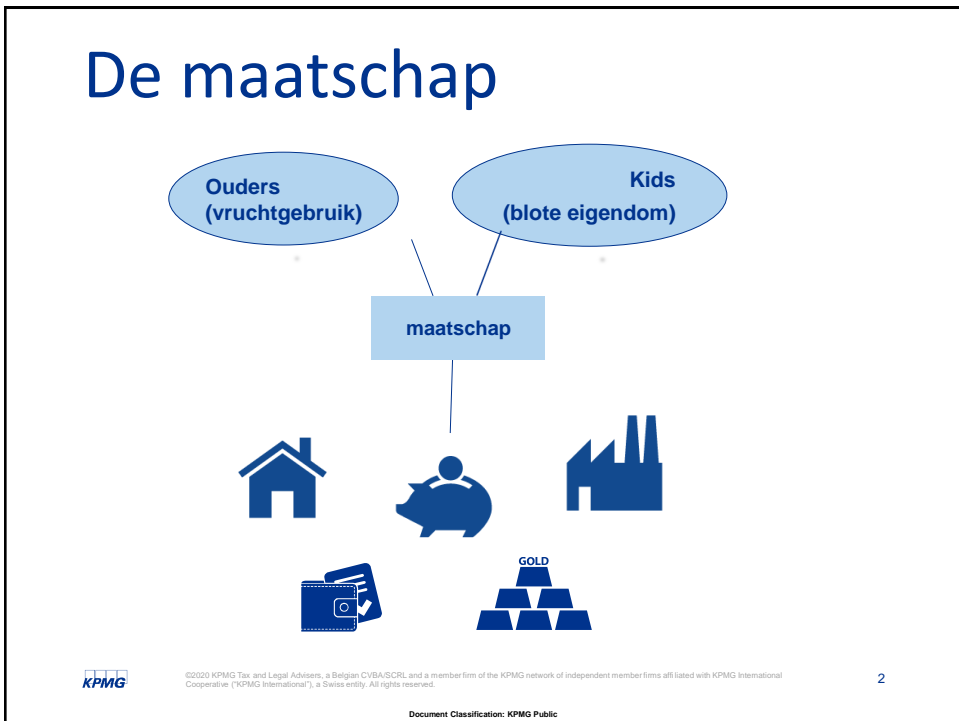 De maatschap
Ouders
(vruchtgebruik)
Kids
(blote eigendom)
maatschap
GOLD
KPMG
©2020 KPMG Tax and Legal Advisers, a Belgian CVBA/SCRL and a member firm of the KPMG network of independent member firms affiliated with KPMG International
Cooperative ("KPMG International"), a Swiss entity. All rights reserved.
2
Document Classification: KPMG Public